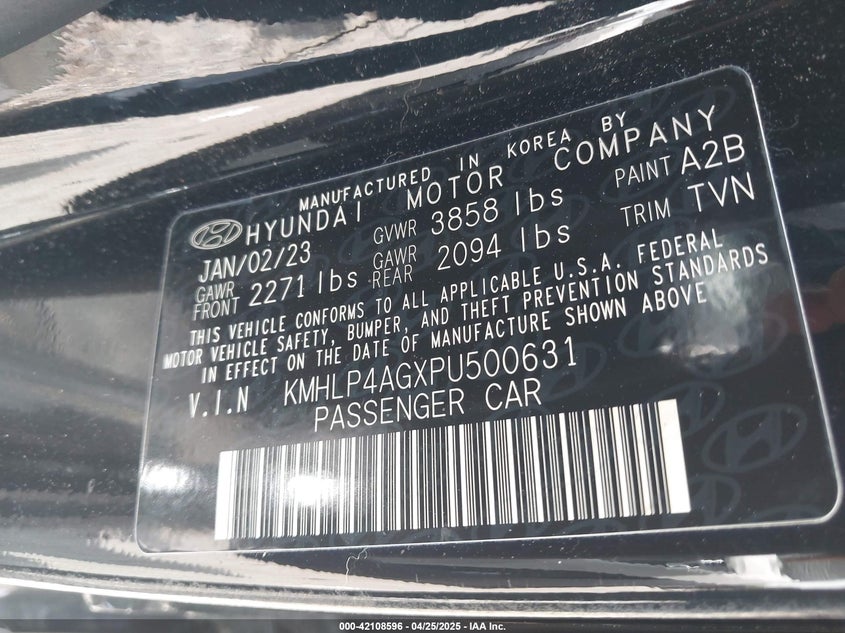 MANUFACTURED IN KOREA BY
HYUNDAI MOTOR COMPANY
JAN/02/23 GVWR 3858 lbs PAINT A2B
GAWR FRONT 2271 lbs GAWR REAR 2094 lbs TRIM TVN
THIS VEHICLE CONFORMS TO ALL APPLICABLE U.S.A. FEDERAL
MOTOR VEHICLE SAFETY, BUMPER, AND THEFT PREVENTION STANDARDS
IN EFFECT ON THE DATE OF MANUFACTURE SHOWN ABOVE
V.I.N KMHLP4AGXPU500631
PASSENGER CAR
000-42108596 - 04/25/2025 - IAA Inc.